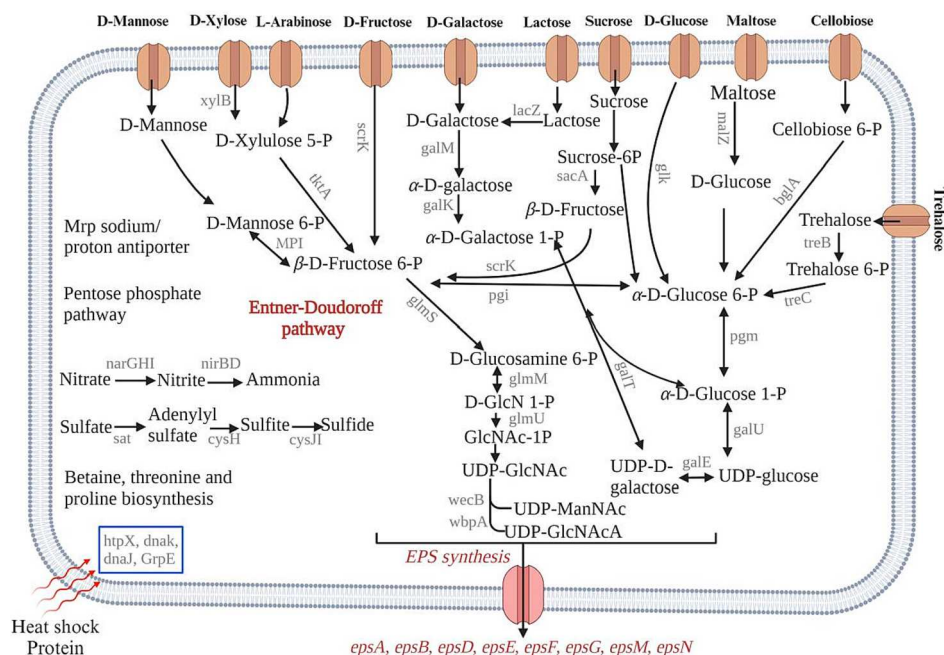 D-Mannose
D-Xylose
L-Arabinose
D-Fructose
D-Galactose
Lactose
Sucrose
D-Glucose
Maltose
Cellobiose
xylB
D-Mannose
D-Xylulose 5-P
scrK
D-Galactose
lacZ
Lactose
Sucrose
Maltose
malZ
Cellobiose 6-P
galM
Sucrose-6P
sacA
glk
tktA
α-D-galactose
galK
D-Glucose
bglA
D-Mannose 6-P
β-D-Fructose
Trehalose
Trehalose
Mrp sodium/
proton antiporter
MPI
α-D-Galactose 1-P
treB
β-D-Fructose 6-P
scrK
Trehalose 6-P
Pentose phosphate
pathway
pgi
α-D-Glucose 6-P
treC
Entner-Doudoroff
pathway
glmS
pgm
narGHI
nirBD
Nitrate
Nitrite
Ammonia
D-Glucosamine 6-P
glmM
galT
D-GlcN 1-P
α-D-Glucose 1-P
Sulfate
sat
Adenylyl
sulfate
cysH
Sulfite
cysJI
Sulfide
glmU
GlcNAc-1P
galU
Betaine, threonine and
proline biosynthesis
UDP-GlcNAc
UDP-D-
galactose
galE
UDP-glucose
wecB
UDP-ManNAc
wbpA
UDP-GlcNAcA
htpX, dnak,
dnaJ, GrpE
EPS synthesis
Heat shock
Protein
epsA, epsB, epsD, epsE, epsF, epsG, epsM, epsN